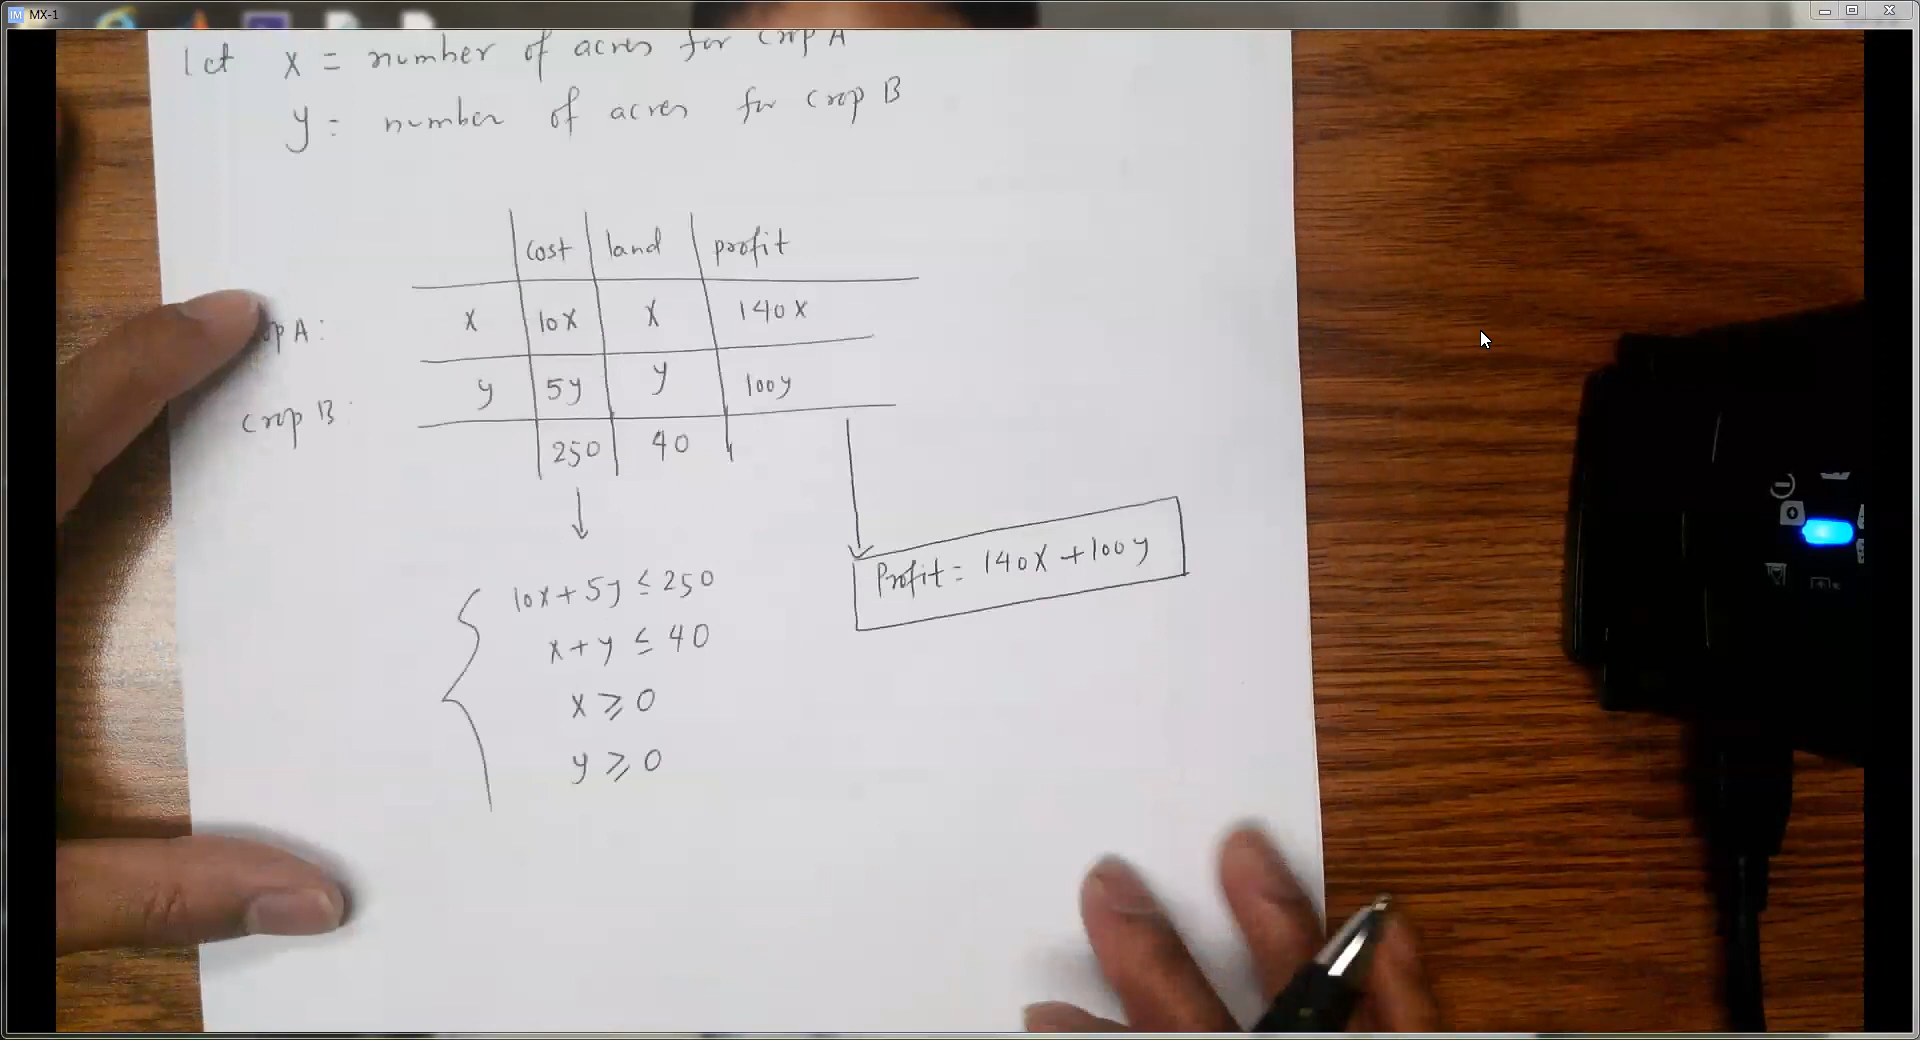 MX-1
let x = number of acres for crop A
y = number of acres for crop B
cost land profit
x 10x x 140x
op A:
y 5y y 100y
crop B:
250 40
10x + 5y ≤ 250
Profit = 140x + 100y
x + y ≤ 40
x ≥ 0
y ≥ 0